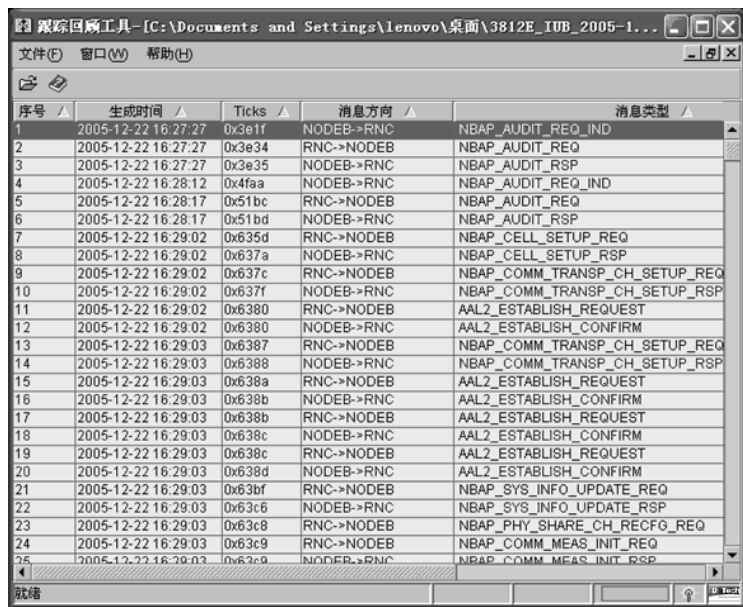 跟踪回顾工具-[C:\Documents and Settings\lenovo\桌面\3812E_IUB_2005-1...
文件(F) 窗口(W) 帮助(H)
序号 生成时间 Ticks 消息方向 消息类型
1 2005-12-22 16:27:27 0x3e1f NODEB->RNC NBAP_AUDIT_REQ_IND
2 2005-12-22 16:27:27 0x3e34 RNC->NODEB NBAP_AUDIT_REQ
3 2005-12-22 16:27:27 0x3e35 NODEB->RNC NBAP_AUDIT_RSP
4 2005-12-22 16:28:12 0x4faa NODEB->RNC NBAP_AUDIT_REQ_IND
5 2005-12-22 16:28:17 0x51bc RNC->NODEB NBAP_AUDIT_REQ
6 2005-12-22 16:28:17 0x51bd NODEB->RNC NBAP_AUDIT_RSP
7 2005-12-22 16:29:02 0x635d RNC->NODEB NBAP_CELL_SETUP_REQ
8 2005-12-22 16:29:02 0x637a NODEB->RNC NBAP_CELL_SETUP_RSP
9 2005-12-22 16:29:02 0x637c RNC->NODEB NBAP_COMM_TRANSP_CH_SETUP_REQ
10 2005-12-22 16:29:02 0x637f NODEB->RNC NBAP_COMM_TRANSP_CH_SETUP_RSP
11 2005-12-22 16:29:02 0x6380 RNC->NODEB AAL2_ESTABLISH_REQUEST
12 2005-12-22 16:29:02 0x6380 NODEB->RNC AAL2_ESTABLISH_CONFIRM
13 2005-12-22 16:29:03 0x6387 RNC->NODEB NBAP_COMM_TRANSP_CH_SETUP_REQ
14 2005-12-22 16:29:03 0x6388 NODEB->RNC NBAP_COMM_TRANSP_CH_SETUP_RSP
15 2005-12-22 16:29:03 0x638a RNC->NODEB AAL2_ESTABLISH_REQUEST
16 2005-12-22 16:29:03 0x638b NODEB->RNC AAL2_ESTABLISH_CONFIRM
17 2005-12-22 16:29:03 0x638b RNC->NODEB AAL2_ESTABLISH_REQUEST
18 2005-12-22 16:29:03 0x638c NODEB->RNC AAL2_ESTABLISH_CONFIRM
19 2005-12-22 16:29:03 0x638c RNC->NODEB AAL2_ESTABLISH_REQUEST
20 2005-12-22 16:29:03 0x638d NODEB->RNC AAL2_ESTABLISH_CONFIRM
21 2005-12-22 16:29:03 0x63bf RNC->NODEB NBAP_SYS_INFO_UPDATE_REQ
22 2005-12-22 16:29:03 0x63c6 NODEB->RNC NBAP_SYS_INFO_UPDATE_RSP
23 2005-12-22 16:29:03 0x63c8 RNC->NODEB NBAP_PHY_SHARE_CH_RECFG_REQ
24 2005-12-22 16:29:03 0x63c9 RNC->NODEB NBAP_COMM_MEAS_INIT_REQ
25 2005-12-22 16:29:03 0x63c9 NODEB->RNC NBAP_COMM_MEAS_INIT_RSP
就绪